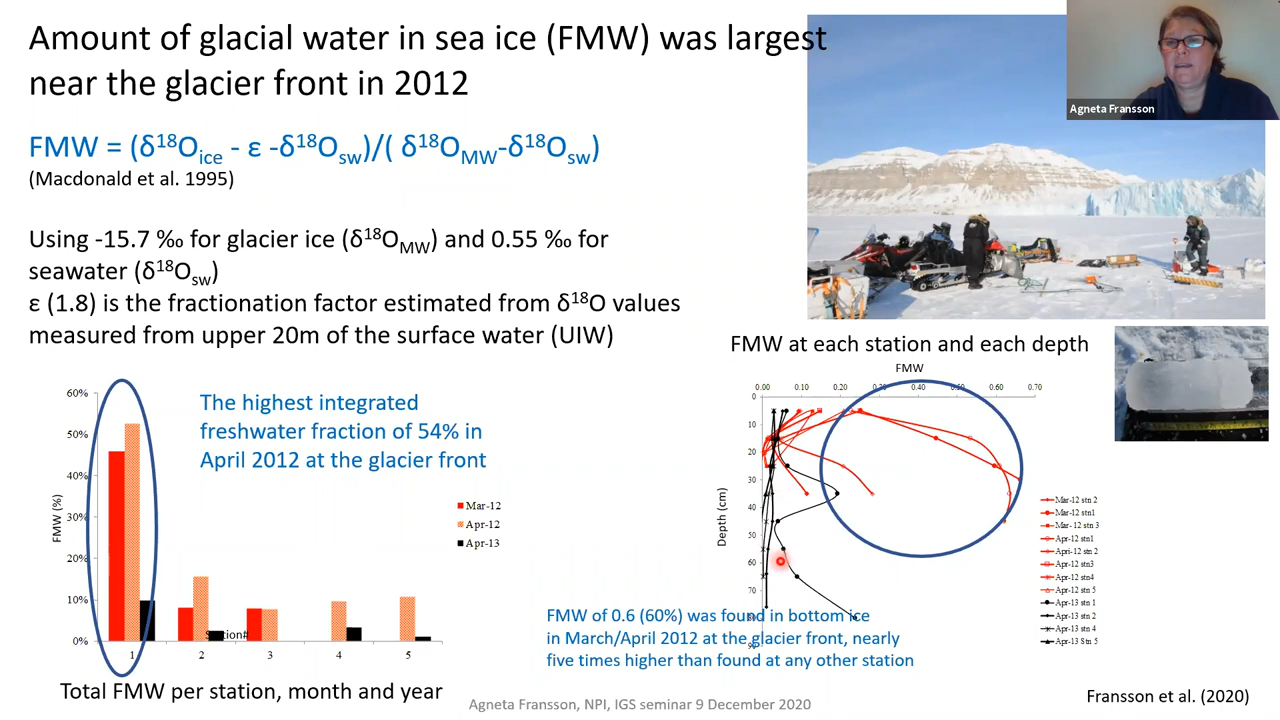 Amount of glacial water in sea ice (FMW) was largest
near the glacier front in 2012
Agneta Fransson
FMW = (δ¹⁸Oice - ε -δ¹⁸Osw)/( δ¹⁸OMW-δ¹⁸Osw)
(Macdonald et al. 1995)
Using -15.7 ‰ for glacier ice (δ¹⁸OMW) and 0.55 ‰ for
seawater (δ¹⁸Osw)
ε (1.8) is the fractionation factor estimated from δ¹⁸O values
measured from upper 20m of the surface water (UIW)
The highest integrated
freshwater fraction of 54% in
April 2012 at the glacier front
60%
50%
40%
30%
20%
10%
0%
FMW (%)
Station#
1 2 3 4 5
Mar-12
Apr-12
Apr-13
Total FMW per station, month and year
FMW at each station and each depth
FMW
0.00 0.10 0.20 0.30 0.40 0.50 0.60 0.70
0
10
20
30
40
50
60
70
80
Depth (cm)
Mar-12 stn 2
Mar-12 stn1
Mar- 12 stn 3
Apr-12 stn1
Apri-12 stn 2
Apr-12 stn3
Apr-12 stn4
Apr-12 stn 5
Apr-13 stn 1
Apr-13 stn 2
Apr-13 stn 4
Apr-13 Stn 5
FMW of 0.6 (60%) was found in bottom ice
in March/April 2012 at the glacier front, nearly
five times higher than found at any other station
Agneta Fransson, NPI, IGS seminar 9 December 2020
Fransson et al. (2020)